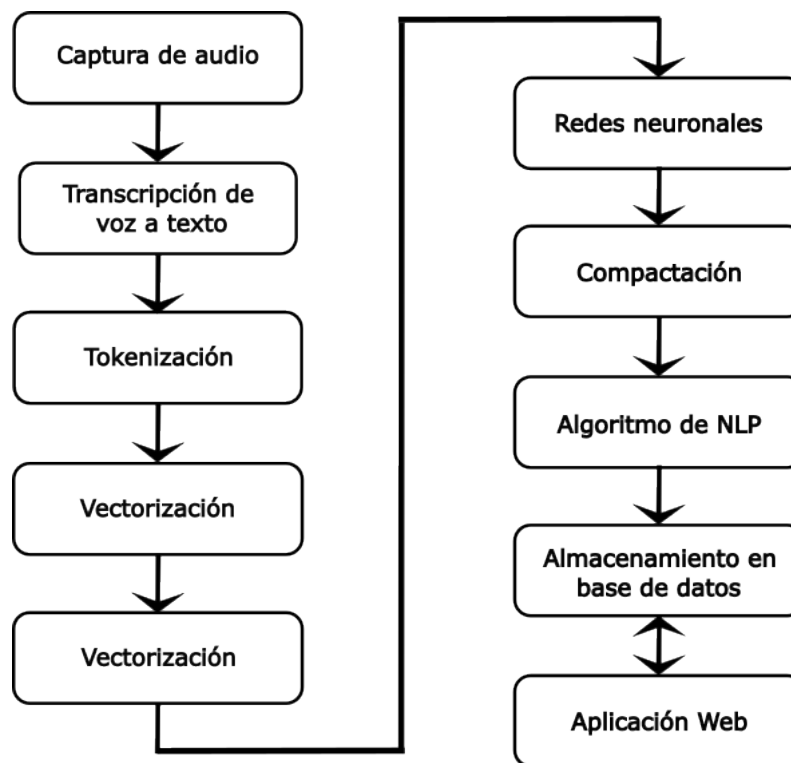 Captura de audio
Transcripción de
voz a texto
Tokenización
Vectorización
Vectorización
Redes neuronales
Compactación
Algoritmo de NLP
Almacenamiento en
base de datos
Aplicación Web